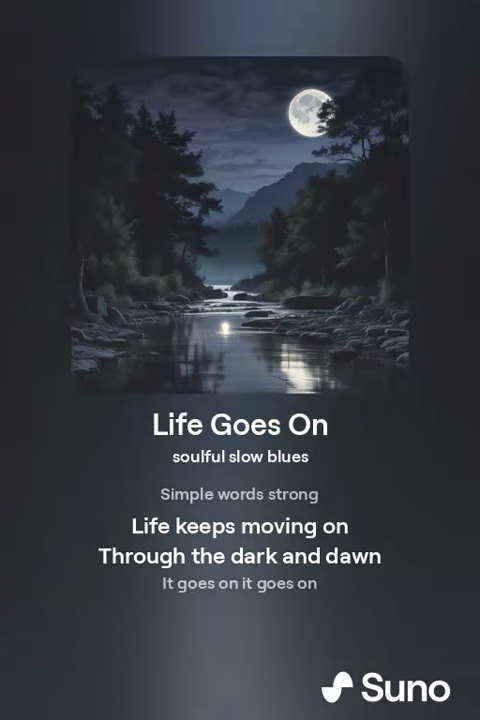 Life Goes On
soulful slow blues
Simple words strong
Life keeps moving on
Through the dark and dawn
It goes on it goes on
Suno